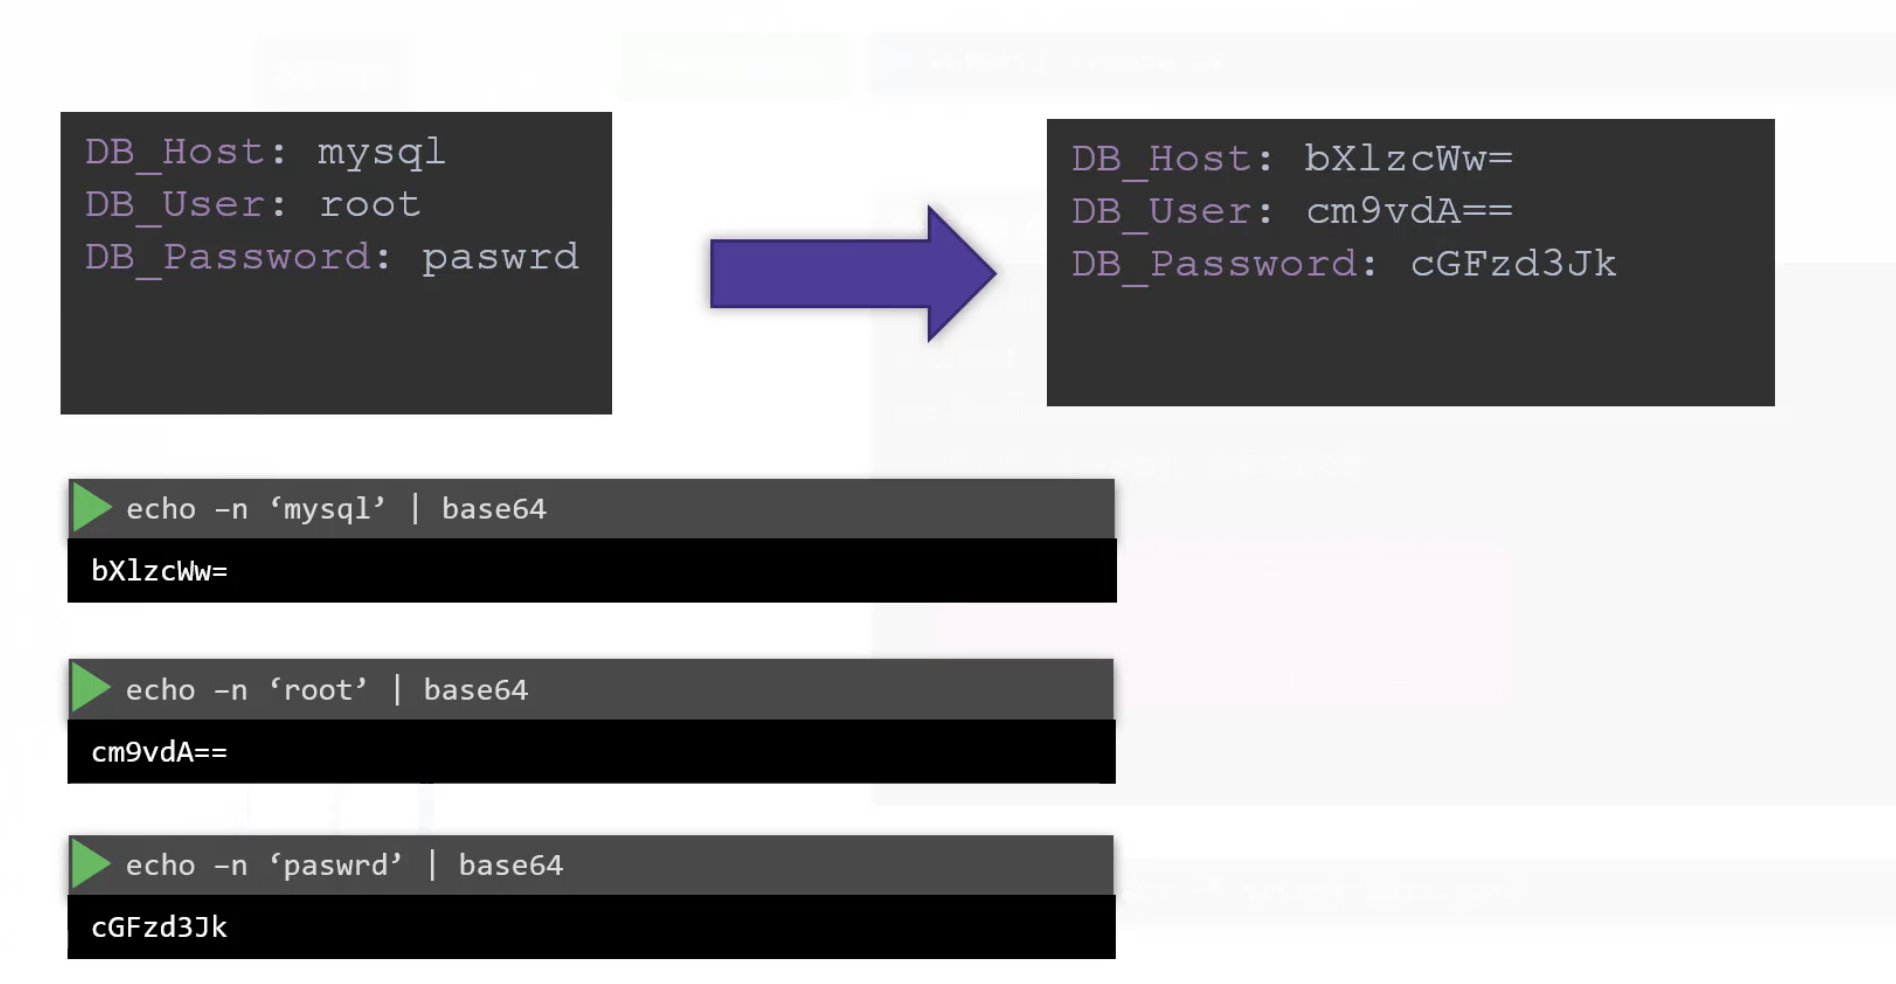 DB_Host: mysql
DB_User: root
DB_Password: paswrd
DB_Host: bXlzcWw=
DB_User: cm9vdA==
DB_Password: cGFzd3Jk
echo –n ‘mysql’ | base64
bXlzcWw=
echo –n ‘root’ | base64
cm9vdA==
echo –n ‘paswrd’ | base64
cGFzd3Jk